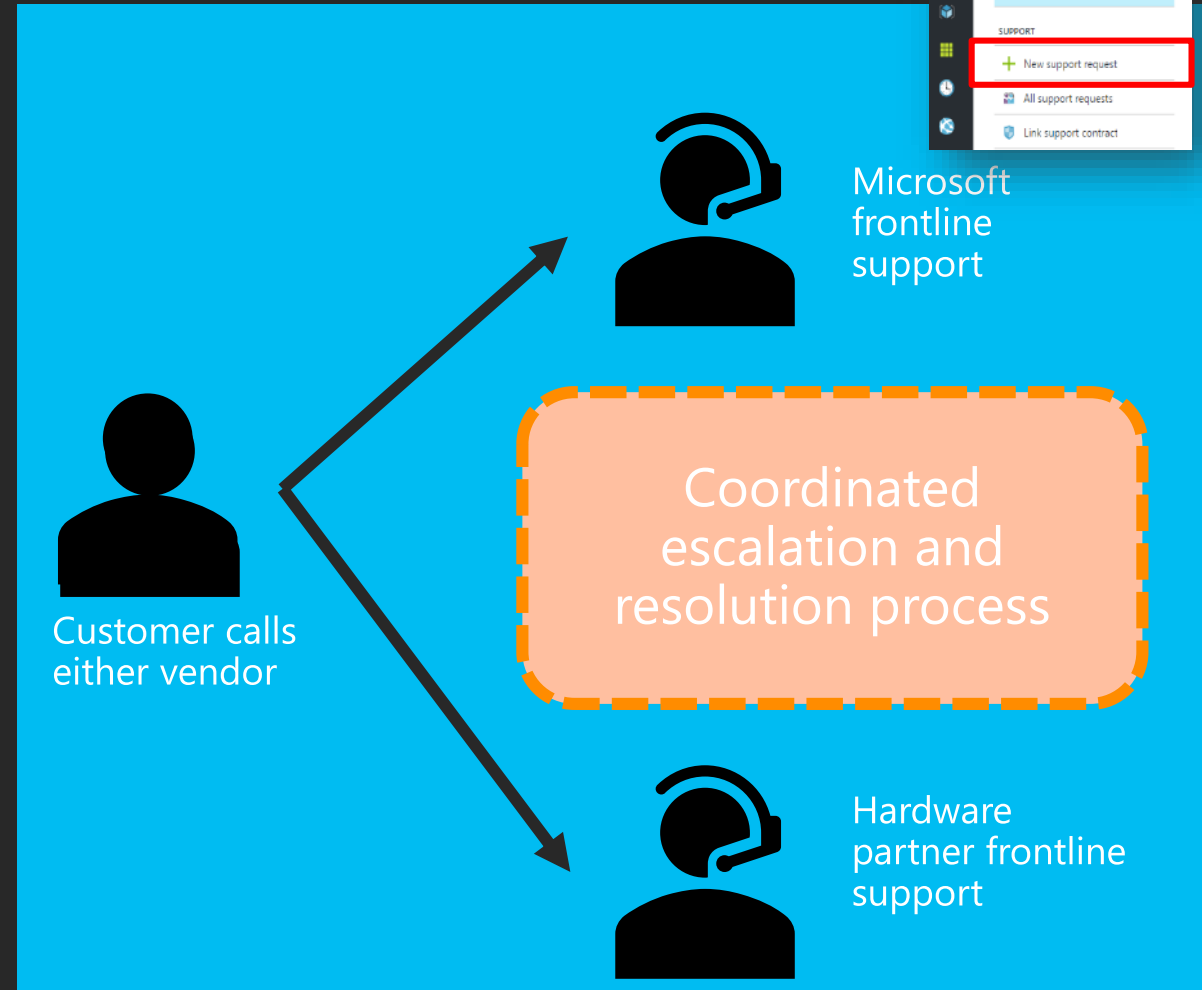 SUPPORT
New support request
All support requests
Link support contract
Microsoft
frontline
support
Coordinated
escalation and
resolution process
Customer calls
either vendor
Hardware
partner frontline
support